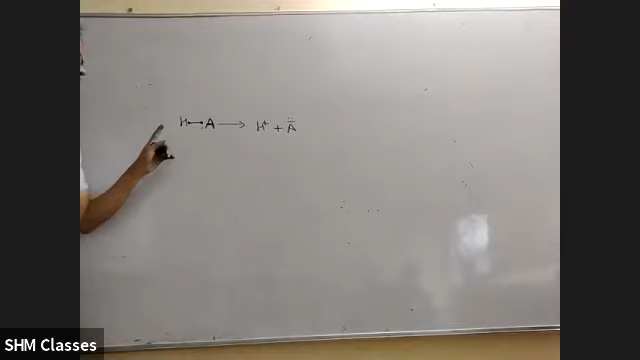 H–A ⟶ H⁺ + Ā
SHM Classes